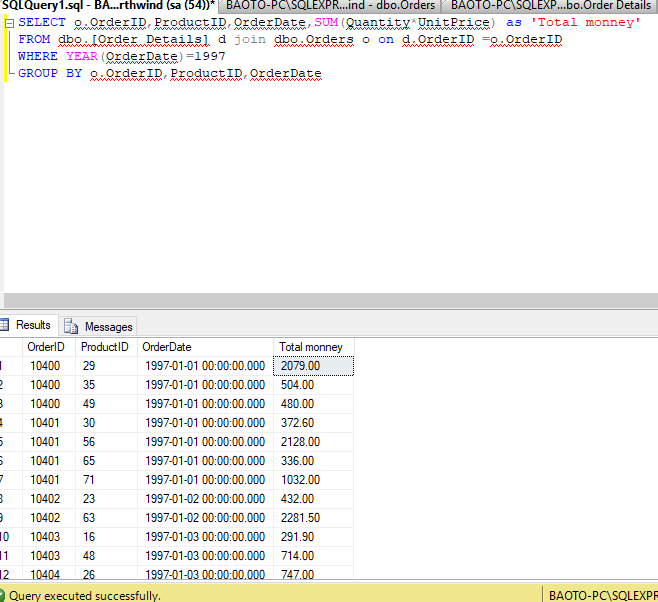 SQLQuery1.sql - BA...rthwind (sa (54))* BAOTO-PC\SQLEXPR...ind - dbo.Orders BAOTO-PC\SQLEXP...bo.Order Details
SELECT o.OrderID,ProductID,OrderDate,SUM(Quantity*UnitPrice) as 'Total monney'
FROM dbo.[Order Details] d join dbo.Orders o on d.OrderID =o.OrderID
WHERE YEAR(OrderDate)=1997
GROUP BY o.OrderID,ProductID,OrderDate
Results Messages
OrderID ProductID OrderDate Total monney
1 10400 29 1997-01-01 00:00:00.000 2079.00
2 10400 35 1997-01-01 00:00:00.000 504.00
3 10400 49 1997-01-01 00:00:00.000 480.00
4 10401 30 1997-01-01 00:00:00.000 372.60
5 10401 56 1997-01-01 00:00:00.000 2128.00
6 10401 65 1997-01-01 00:00:00.000 336.00
7 10401 71 1997-01-01 00:00:00.000 1032.00
8 10402 23 1997-01-02 00:00:00.000 432.00
9 10402 63 1997-01-02 00:00:00.000 2281.50
10 10403 16 1997-01-03 00:00:00.000 291.90
11 10403 48 1997-01-03 00:00:00.000 714.00
12 10404 26 1997-01-03 00:00:00.000 747.00
Query executed successfully. BAOTO-PC\SQLEXPR